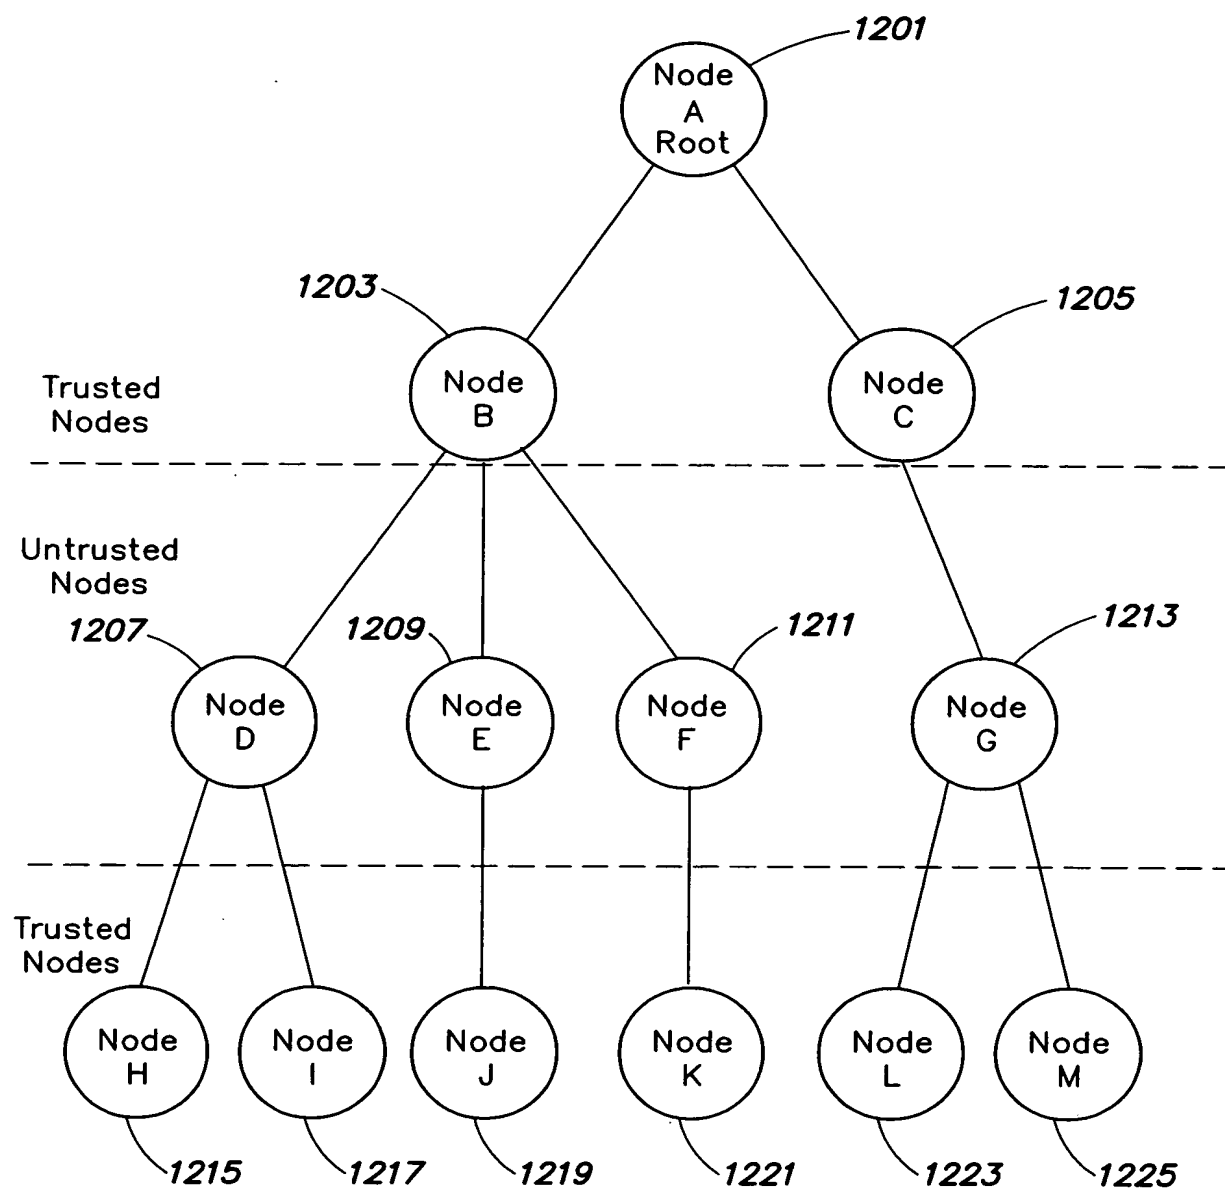 1201
Node
A
Root
1203
1205
Node
B
Node
C
Trusted
Nodes
Untrusted
Nodes
1207
1209
1211
1213
Node
D
Node
E
Node
F
Node
G
Trusted
Nodes
Node
H
Node
I
Node
J
Node
K
Node
L
Node
M
1215
1217
1219
1221
1223
1225